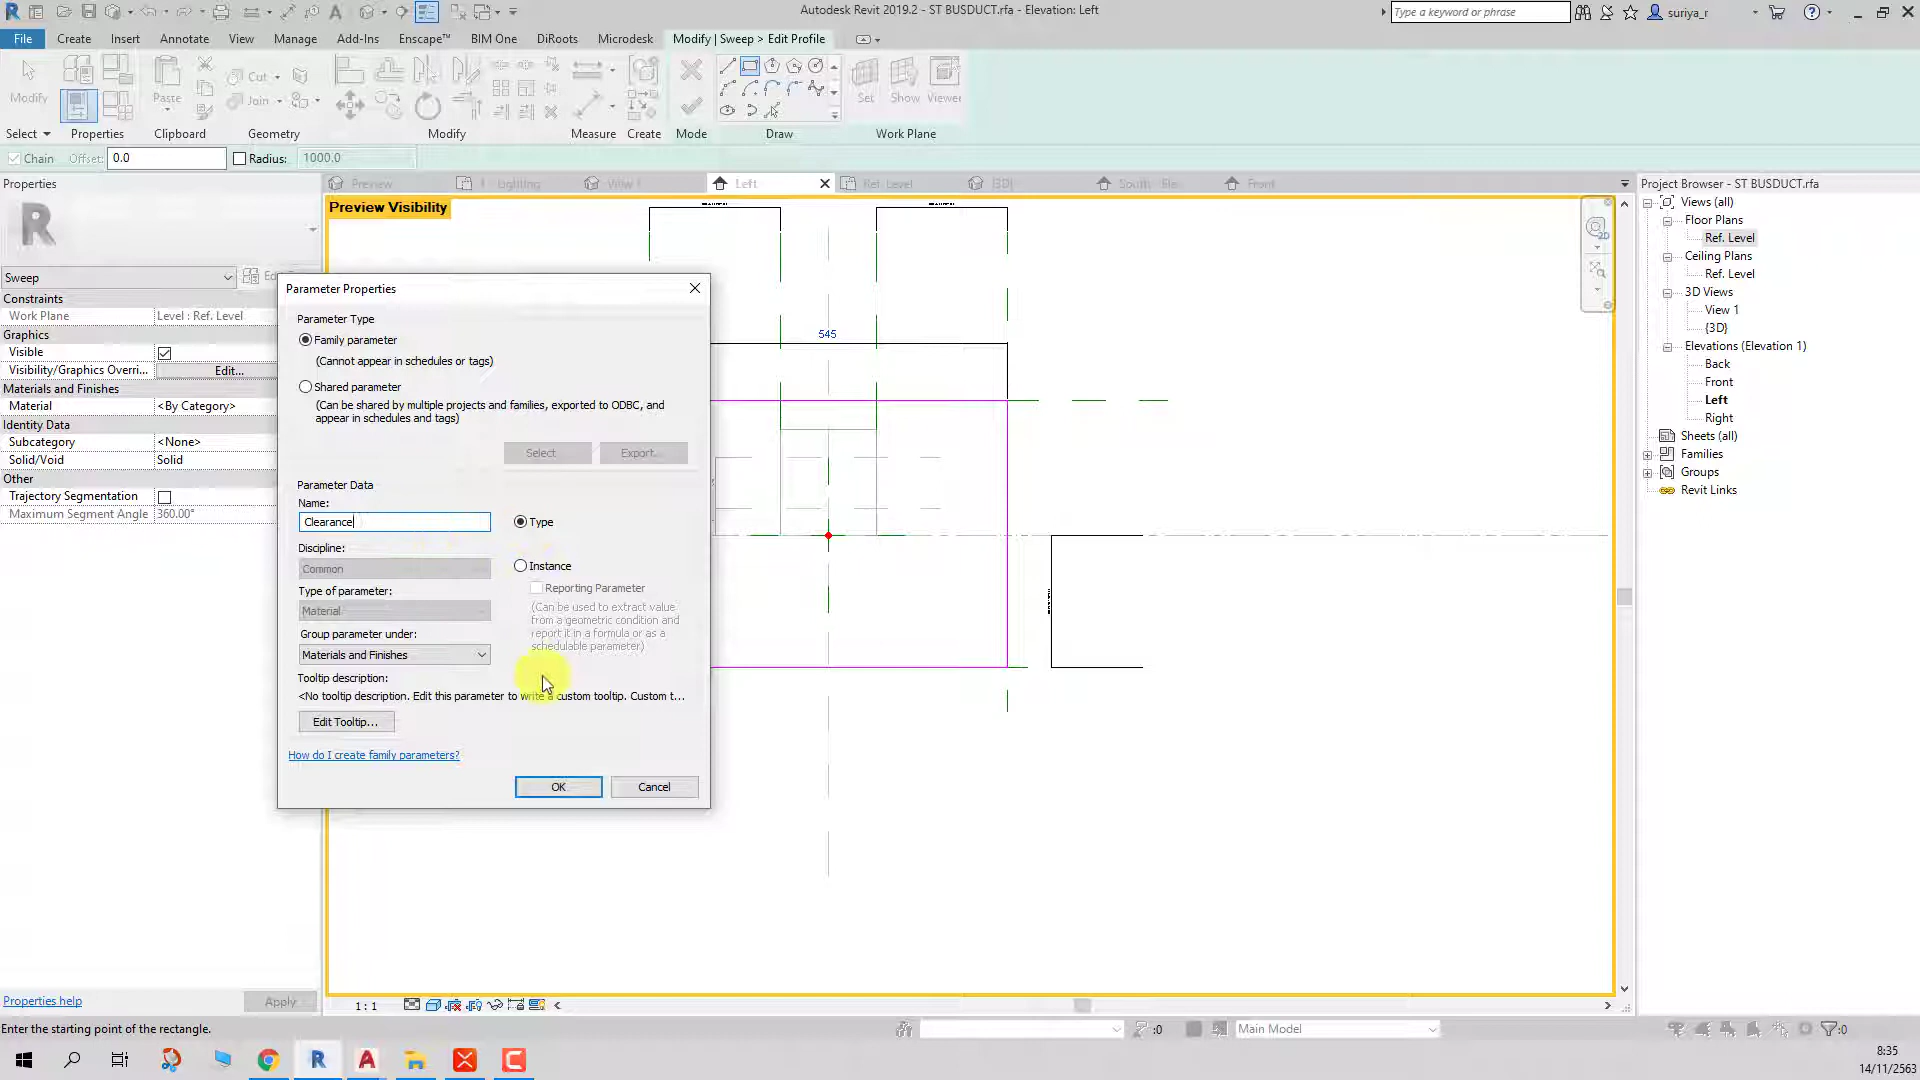 Autodesk Revit 2019.2 - ST BUSDUCT.rfa - Elevation: Left
Type a keyword or phrase
suriya_r
File Create Insert Annotate View Manage Add-Ins Enscape™ BIM One DiRoots Microdesk Modify | Sweep > Edit Profile
Modify
Paste
Cut
Join
Set Show Viewer
Select Properties Clipboard Geometry Modify Measure Create Mode Draw Work Plane
Chain Offset: 0.0 Radius: 1000.0
Properties
Preview
Lighting
View 1
Left
Ref. Level
{3D}
South
Front
Project Browser - ST BUSDUCT.rfa
Preview Visibility
Sweep
Constraints
Work Plane Level : Ref. Level
Graphics
Visible
Visibility/Graphics Overri... Edit...
Materials and Finishes
Material <By Category>
Identity Data
Subcategory <None>
Solid/Void Solid
Other
Trajectory Segmentation
Maximum Segment Angle 360.00°
Properties help Apply
Parameter Properties
Parameter Type
Family parameter
(Cannot appear in schedules or tags)
Shared parameter
(Can be shared by multiple projects and families, exported to ODBC, and
appear in schedules and tags)
Select... Export...
Parameter Data
Name:
Clearance
Type
Discipline:
Common
Instance
Type of parameter:
Reporting Parameter
Material
(Can be used to extract value
from a geometric condition and
report it in a formula or as a
schedulable parameter)
Group parameter under:
Materials and Finishes
Tooltip description:
<No tooltip description. Edit this parameter to write a custom tooltip. Custom t...
Edit Tooltip...
How do I create family parameters?
OK Cancel
545
2D
Views (all)
Floor Plans
Ref. Level
Ceiling Plans
Ref. Level
3D Views
View 1
{3D}
Elevations (Elevation 1)
Back
Front
Left
Right
Sheets (all)
Families
Groups
Revit Links
1 : 1
Enter the starting point of the rectangle.
:0
Main Model
:0
8:35
14/11/2563